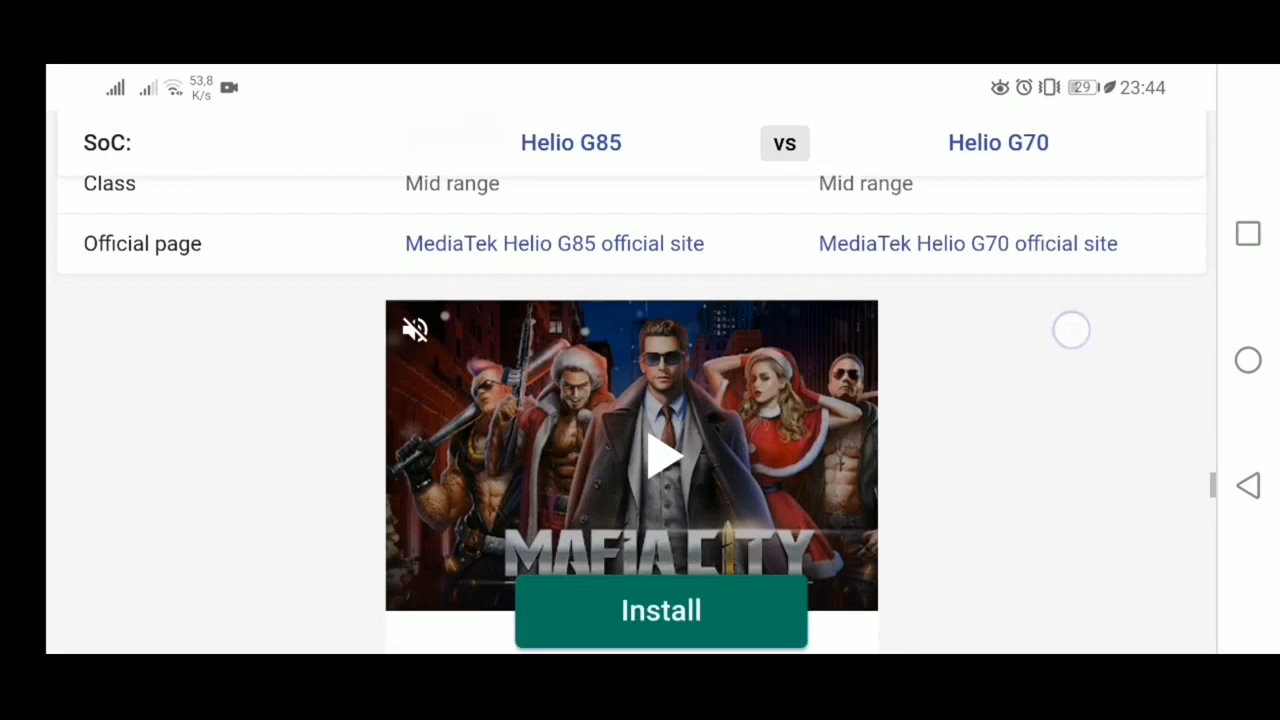 53,8
K/s
29 23:44
SoC: Helio G85 vs Helio G70
Class Mid range Mid range
Official page MediaTek Helio G85 official site MediaTek Helio G70 official site
MAFIA CITY
Install